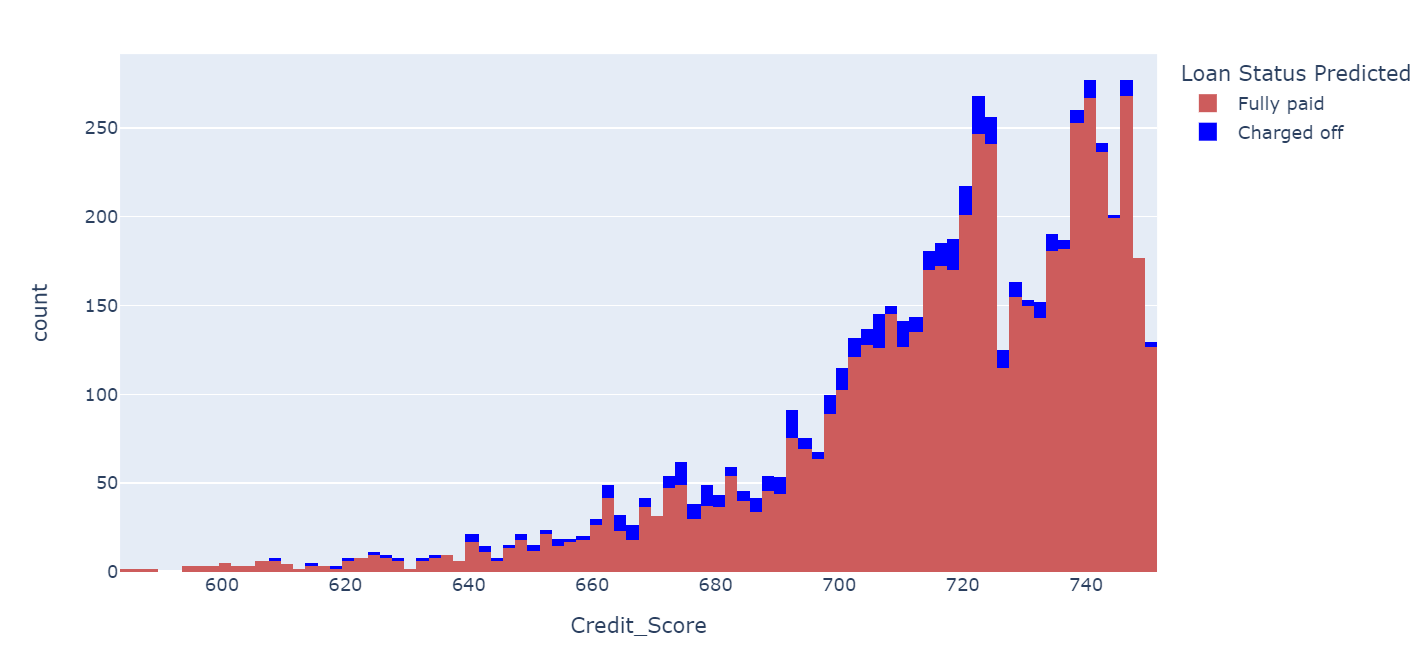 Loan Status Predicted
Fully paid
Charged off
250
200
150
100
50
0
count
600 620 640 660 680 700 720 740
Credit_Score